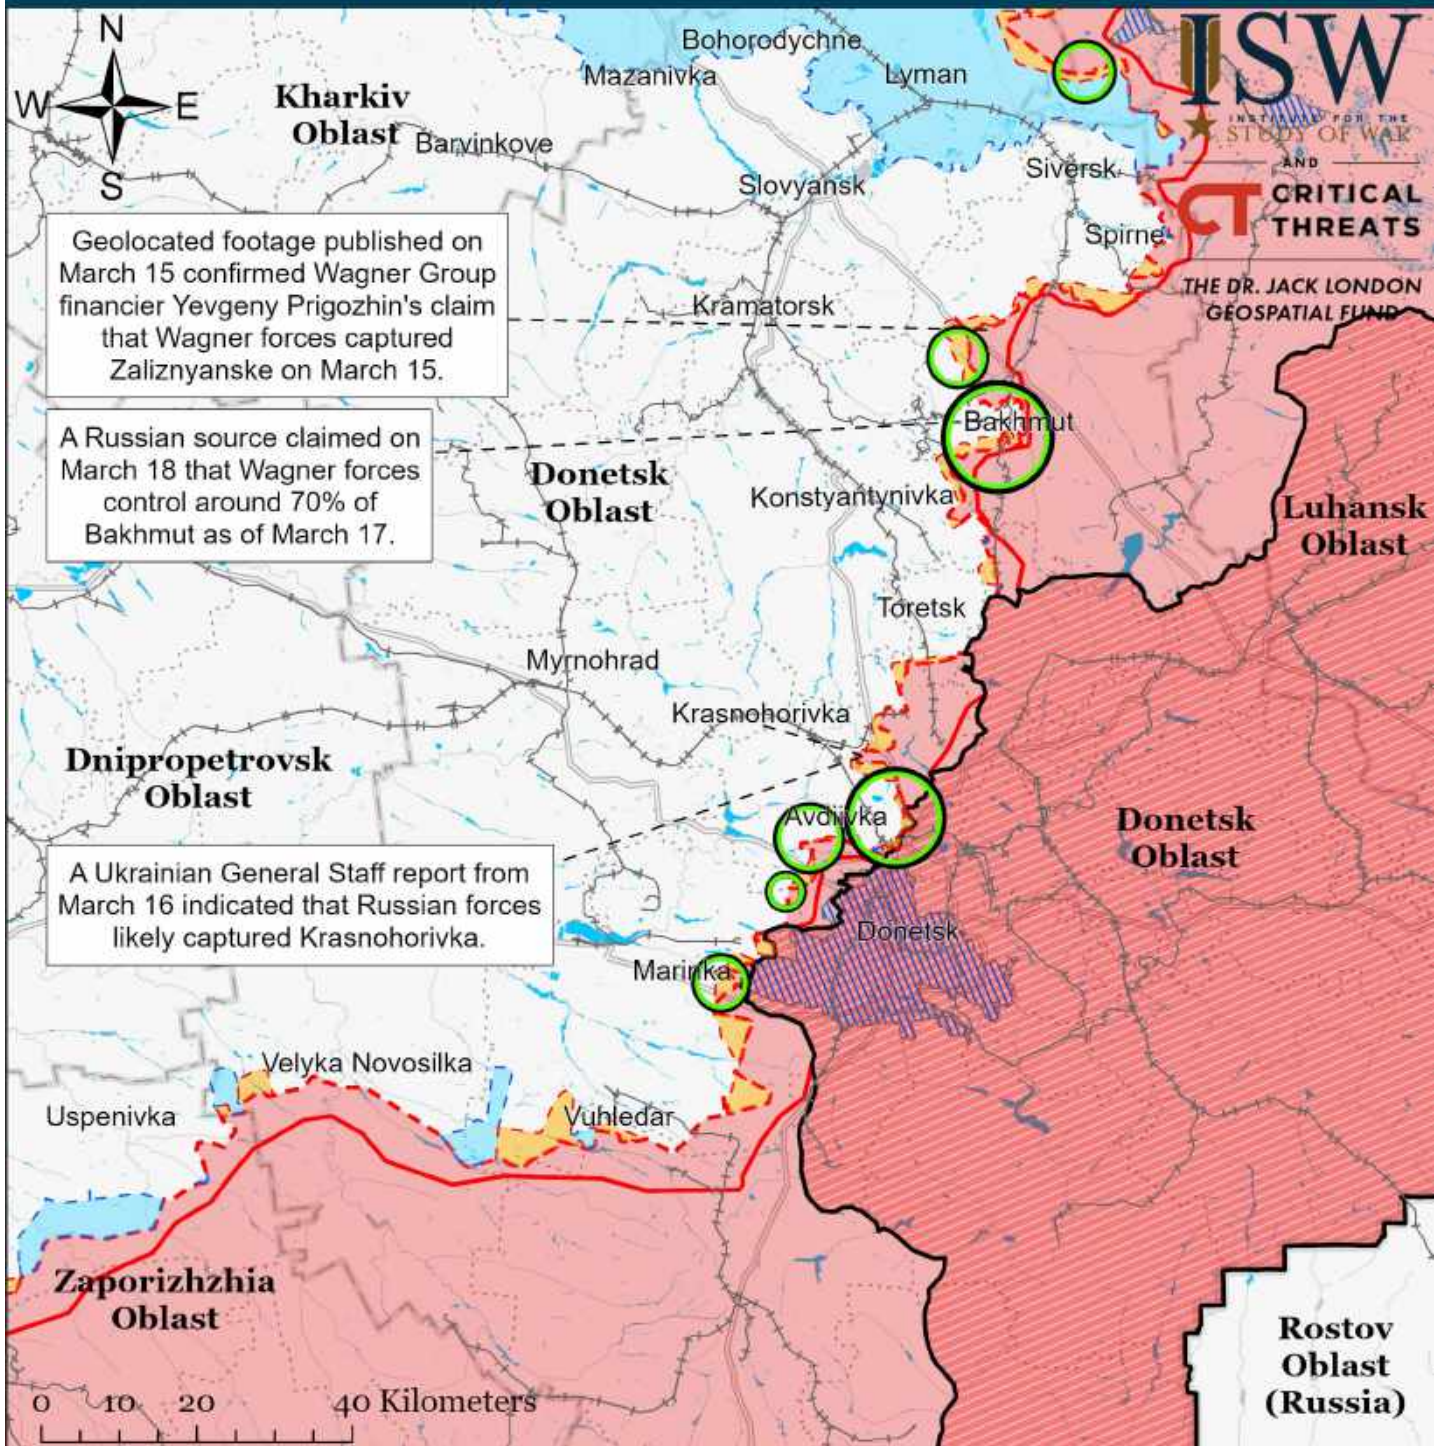 N
W
E
S
Kharkiv
Oblast
Bohorodychne
Mazanivka
Lyman
Barvinkove
Slovyansk
Siversk
Spirne
ISW
INSTITUTE FOR THE
STUDY OF WAR
AND
CT CRITICAL
THREATS
THE DR. JACK LONDON
GEOSPATIAL FUND
Geolocated footage published on
March 15 confirmed Wagner Group
financier Yevgeny Prigozhin's claim
that Wagner forces captured
Zaliznyanske on March 15.
Kramatorsk
A Russian source claimed on
March 18 that Wagner forces
control around 70% of
Bakhmut as of March 17.
Bakhmut
Donetsk
Oblast
Konstyantynivka
Luhansk
Oblast
Toretsk
Myrnohrad
Krasnohorivka
Dnipropetrovsk
Oblast
Avdiivka
Donetsk
Oblast
A Ukrainian General Staff report from
March 16 indicated that Russian forces
likely captured Krasnohorivka.
Donetsk
Marinka
Velyka Novosilka
Uspenivka
Vuhledar
Zaporizhzhia
Oblast
Rostov
Oblast
(Russia)
0 10 20 40 Kilometers